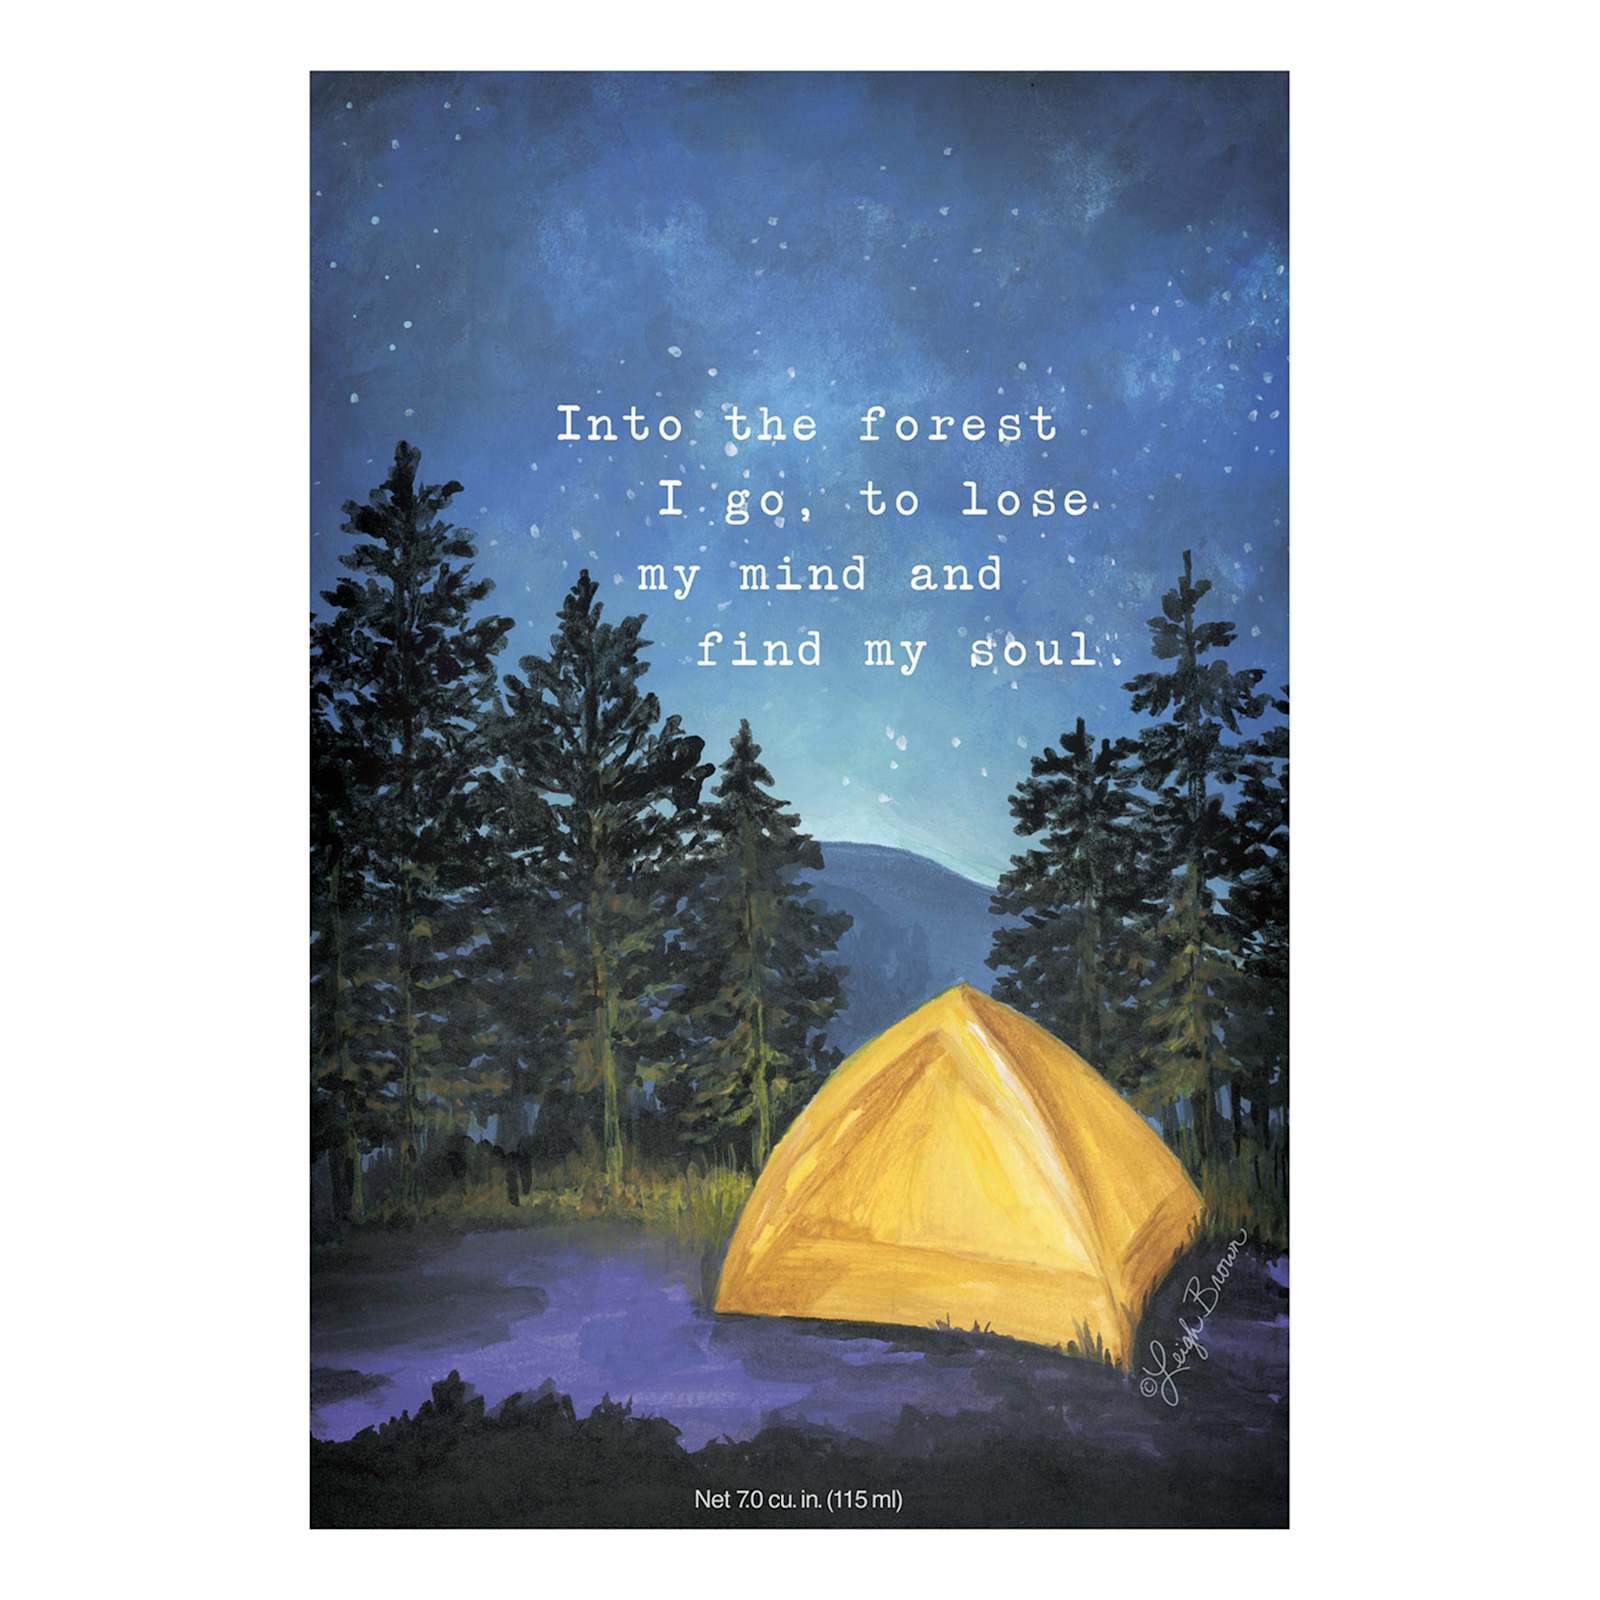 Into the forest
I go, to lose
my mind and
find my soul.
© Leigh Brown
Net 7.0 cu. in. (115 ml)